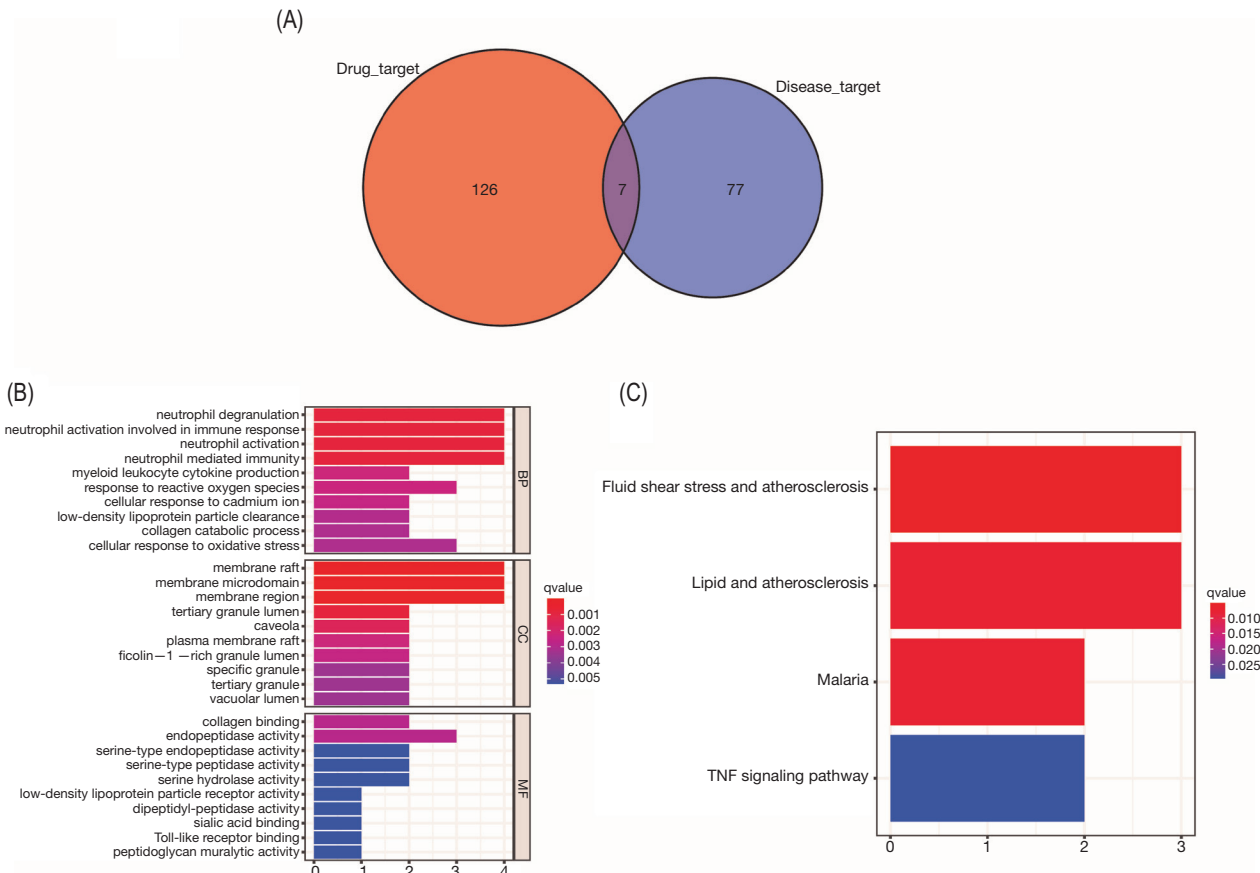 (A)
Drug_target
Disease_target
126
7
77
(B)
neutrophil degranulation
neutrophil activation involved in immune response
neutrophil activation
neutrophil mediated immunity
myeloid leukocyte cytokine production
response to reactive oxygen species
cellular response to cadmium ion
low-density lipoprotein particle clearance
collagen catabolic process
cellular response to oxidative stress
BP
membrane raft
membrane microdomain
membrane region
tertiary granule lumen
caveola
plasma membrane raft
ficolin−1 −rich granule lumen
specific granule
tertiary granule
vacuolar lumen
CC
collagen binding
endopeptidase activity
serine-type endopeptidase activity
serine-type peptidase activity
serine hydrolase activity
low-density lipoprotein particle receptor activity
dipeptidyl-peptidase activity
sialic acid binding
Toll-like receptor binding
peptidoglycan muralytic activity
MF
0 1 2 3 4
qvalue
0.001
0.002
0.003
0.004
0.005
(C)
Fluid shear stress and atherosclerosis
Lipid and atherosclerosis
Malaria
TNF signaling pathway
0 1 2 3
qvalue
0.010
0.015
0.020
0.025